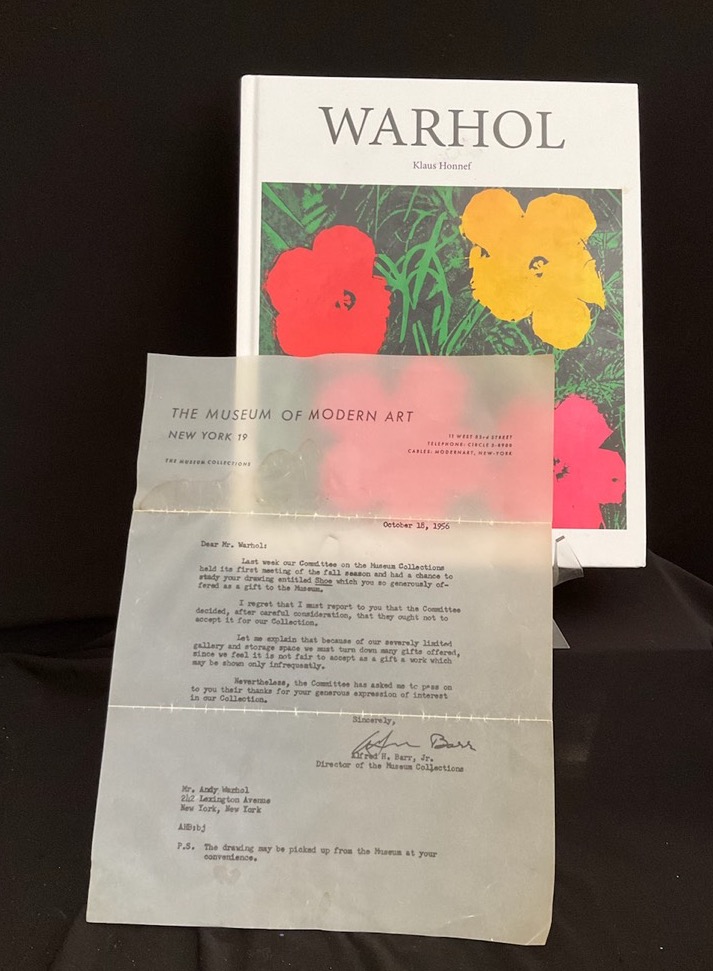 WARHOL
Klaus Honnef
THE MUSEUM OF MODERN ART
NEW YORK 19
11 WEST 53rd STREET
TELEPHONE: CIRCLE 5-8900
CABLES: MODERNART, NEW-YORK
THE MUSEUM COLLECTIONS
October 18, 1956
Dear Mr. Warhol:
Last week our Committee on the Museum Collections
held its first meeting of the fall season and had a chance to
study your drawing entitled Shoe which you so generously of-
fered as a gift to the Museum.
I regret that I must report to you that the Committee
decided, after careful consideration, that they ought not to
accept it for our Collection.
Let me explain that because of our severely limited
gallery and storage space we must turn down many gifts offered,
since we feel it is not fair to accept as a gift a work which
may be shown only infrequently.
Nevertheless, the Committee has asked me to pass on
to you their thanks for your generous expression of interest
in our Collection.
Sincerely,
Barr
Alfred H. Barr, Jr.
Director of the Museum Collections
Mr. Andy Warhol
242 Lexington Avenue
New York, New York
AHB:bj
P.S. The drawing may be picked up from the Museum at your
convenience.